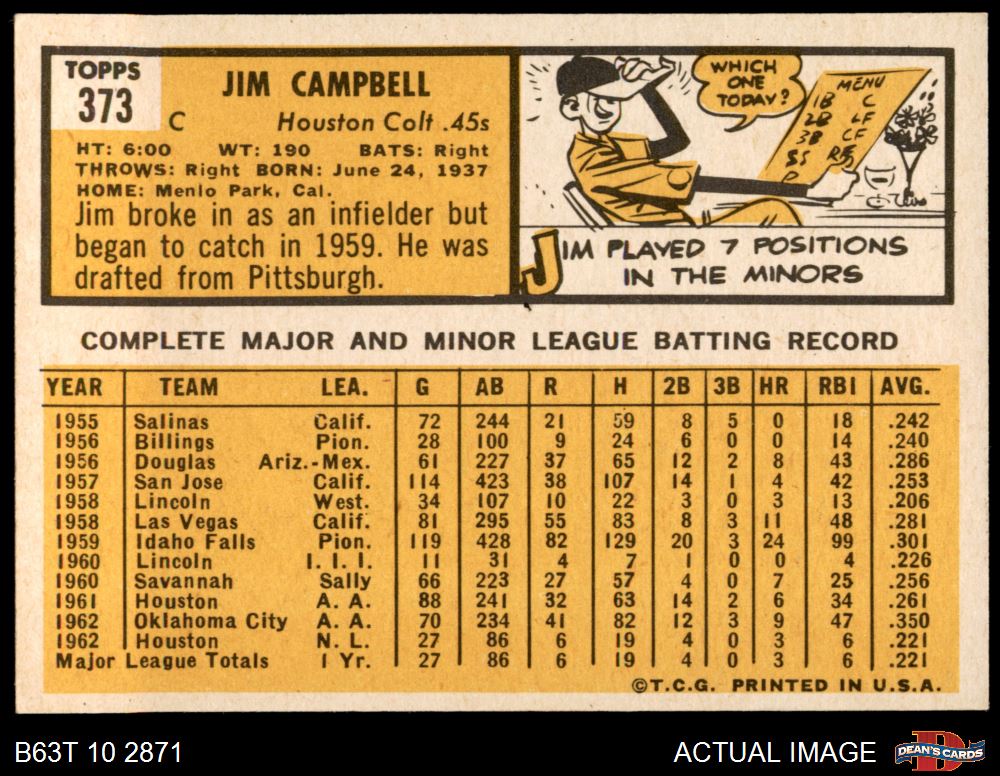 TOPPS
373
JIM CAMPBELL
C Houston Colt .45s
HT: 6:00 WT: 190 BATS: Right
THROWS: Right BORN: June 24, 1937
HOME: Menlo Park, Cal.
Jim broke in as an infielder but
began to catch in 1959. He was
drafted from Pittsburgh.
WHICH
ONE
TODAY?
MENU
1B C
2B LF
3B CF
SS RF
P
JIM PLAYED 7 POSITIONS
IN THE MINORS
COMPLETE MAJOR AND MINOR LEAGUE BATTING RECORD
YEAR TEAM LEA. G AB R H 2B 3B HR RBI AVG.
1955 Salinas Calif. 72 244 21 59 8 5 0 18 .242
1956 Billings Pion. 28 100 9 24 6 0 0 14 .240
1956 Douglas Ariz.-Mex. 61 227 37 65 12 2 8 43 .286
1957 San Jose Calif. 114 423 38 107 14 1 4 42 .253
1958 Lincoln West. 34 107 10 22 3 0 3 13 .206
1958 Las Vegas Calif. 81 295 55 83 8 3 11 48 .281
1959 Idaho Falls Pion. 119 428 82 129 20 3 24 99 .301
1960 Lincoln I. I. I. 11 31 4 7 1 0 0 4 .226
1960 Savannah Sally 66 223 27 57 4 0 7 25 .256
1961 Houston A. A. 88 241 32 63 14 2 6 34 .261
1962 Oklahoma City A. A. 70 234 41 82 12 3 9 47 .350
1962 Houston N. L. 27 86 6 19 4 0 3 6 .221
Major League Totals 1 Yr. 27 86 6 19 4 0 3 6 .221
©T.C.G. PRINTED IN U.S.A.
B63T 10 2871 ACTUAL IMAGE DEAN'S CARDS